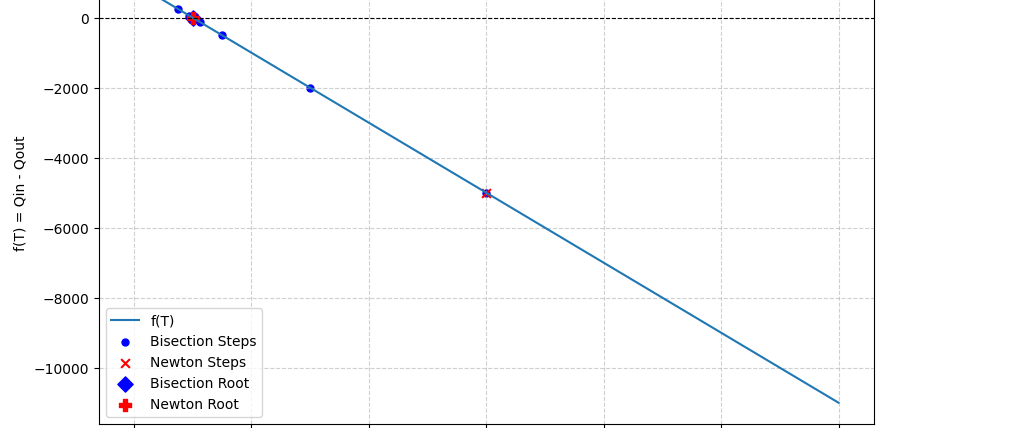 0
−2000
−4000
−6000
−8000
−10000
f(T) = Qin - Qout
f(T)
Bisection Steps
Newton Steps
Bisection Root
Newton Root